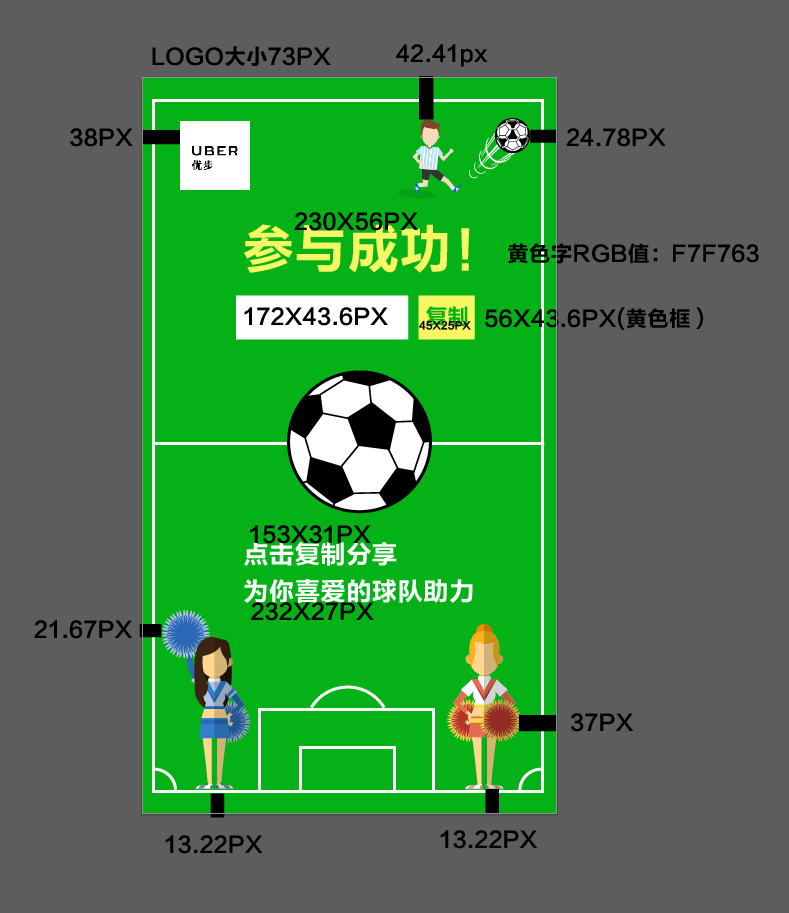 LOGO大小73PX
42.41px
38PX
24.78PX
UBER
优步
230X56PX
参与成功！
黄色字RGB值：F7F763
172X43.6PX
复制
45X25PX
56X43.6PX(黄色框）
153X31PX
点击复制分享
为你喜爱的球队助力
232X27PX
21.67PX
37PX
13.22PX
13.22PX